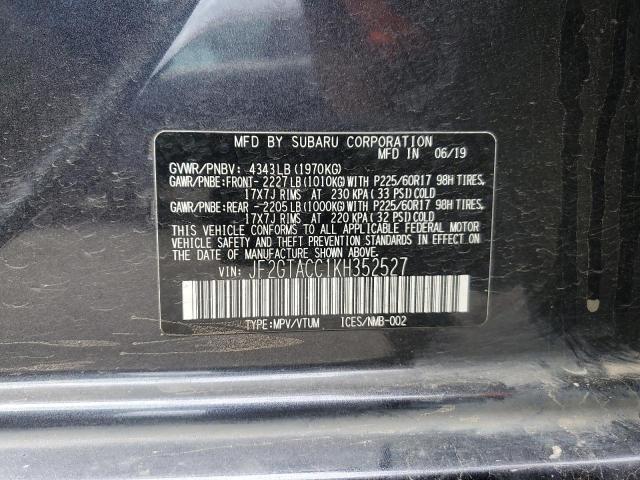 MFD BY SUBARU CORPORATION
MFD IN 06/19
GVWR/PNBV: 4343LB (1970KG)
GAWR/PNBE: FRONT- 2227 LB (1010KG) WITH P225/60R17 98H TIRES,
17X7J RIMS AT 230 KPA ( 33 PSI) COLD
GAWR/PNBE: REAR -2205 LB (1000KG) WITH P225/60R17 98H TIRES,
17X7J RIMS AT 220 KPA ( 32 PSI) COLD
THIS VEHICLE CONFORMS TO ALL APPLICABLE FEDERAL MOTOR
VEHICLE SAFETY AND THEFT PREVENTION STANDARDS IN EFFECT
ON THE DATE OF MANUFACTURE SHOWN ABOVE.
VIN: JF2GTACC1KH352527
TYPE:MPV/VTUM ICES/NMB-002